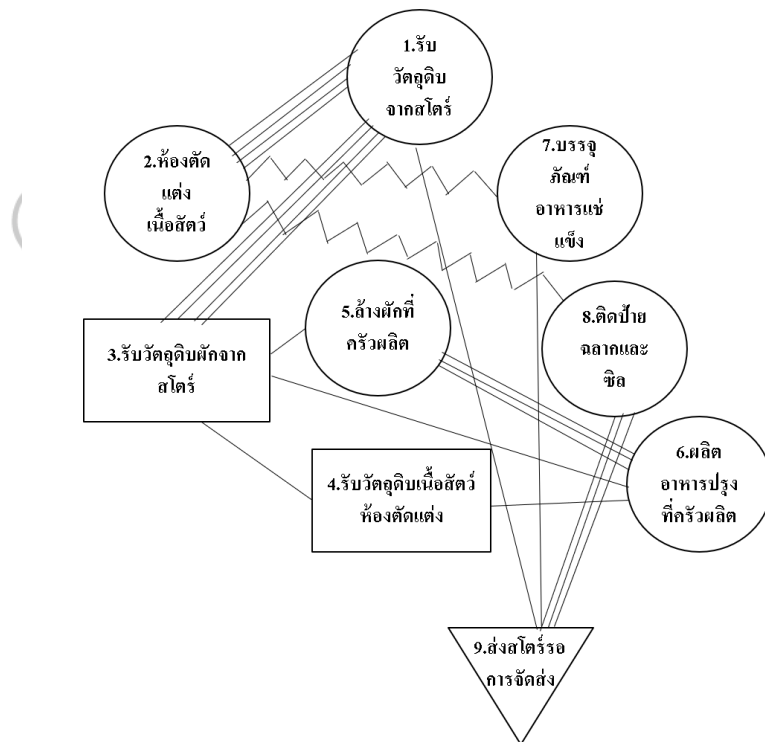 1.รับ
วัตถุดิบ
จากสโตร์
2.ห้องตัด
แต่ง
เนื้อสัตว์
7.บรรจุ
ภัณฑ์
อาหารแช่
แข็ง
3.รับวัตถุดิบผักจาก
สโตร์
5.ล้างผักที่
ครัวผลิต
8.ติดป้าย
ฉลากและ
ซิล
4.รับวัตถุดิบเนื้อสัตว์
ห้องตัดแต่ง
6.ผลิต
อาหารปรุง
ที่ครัวผลิต
9.ส่งสโตร์รอ
การจัดส่ง